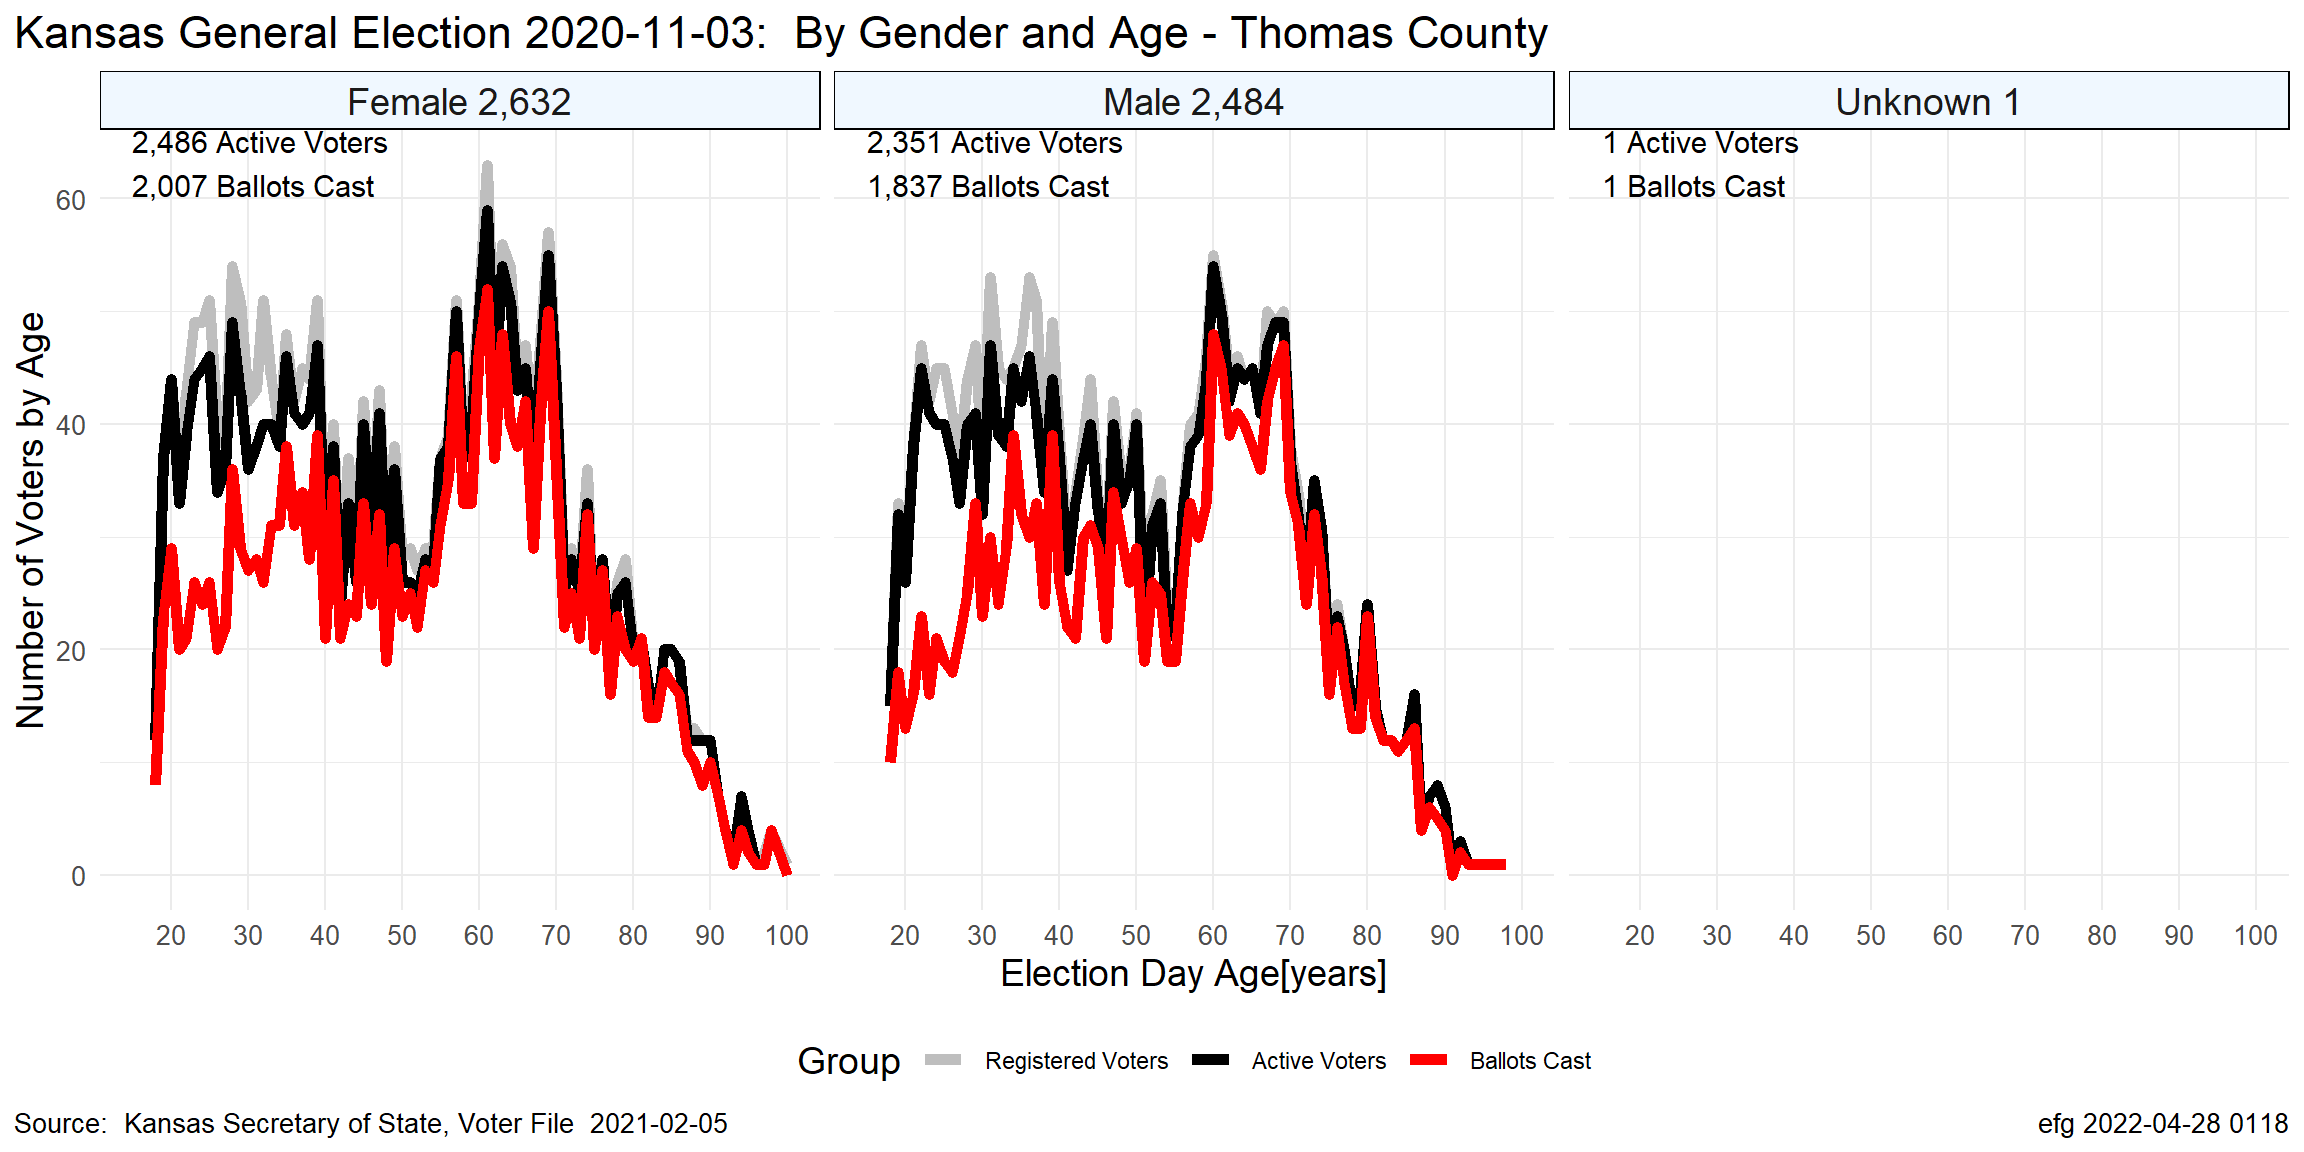 Kansas General Election 2020-11-03:  By Gender and Age - Thomas County
Female 2,632
Male 2,484
Unknown 1
2,486 Active Voters
2,007 Ballots Cast
2,351 Active Voters
1,837 Ballots Cast
1 Active Voters
1 Ballots Cast
Number of Voters by Age
60
40
20
0
20 30 40 50 60 70 80 90 100
20 30 40 50 60 70 80 90 100
20 30 40 50 60 70 80 90 100
Election Day Age[years]
Group Registered Voters Active Voters Ballots Cast
Source:  Kansas Secretary of State, Voter File  2021-02-05
efg 2022-04-28 0118